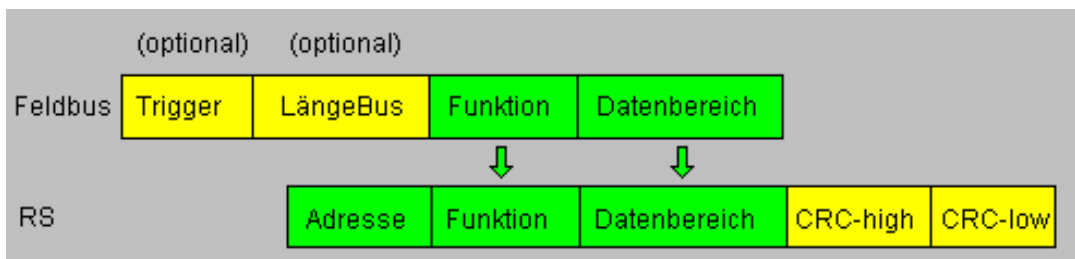 (optional) (optional)
Feldbus Trigger LängeBus Funktion Datenbereich
RS Adresse Funktion Datenbereich CRC-high CRC-low